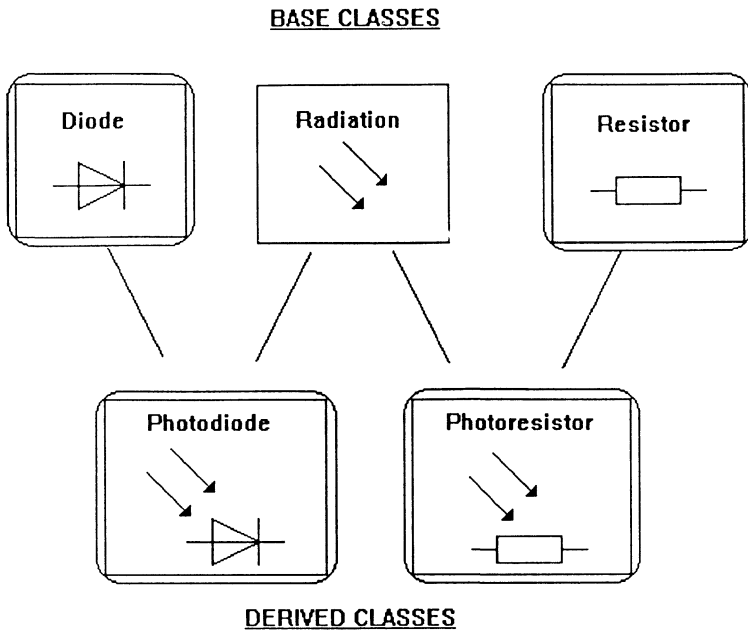 BASE CLASSES
Diode
Radiation
Resistor
Photodiode
Photoresistor
DERIVED CLASSES